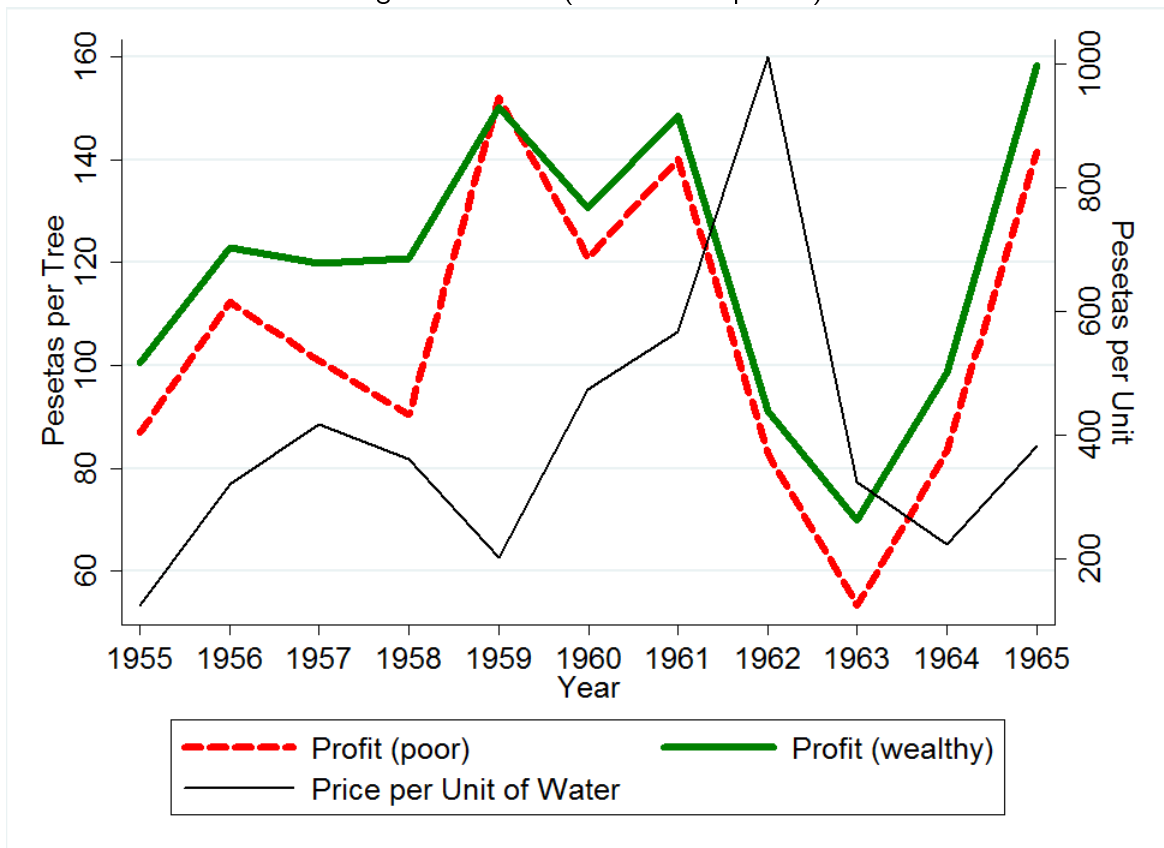 160
140
120
100
80
60
Pesetas per Tree
1000
800
600
400
200
Pesetas per Unit
1955 1956 1957 1958 1959 1960 1961 1962 1963 1964 1965
Year
Profit (poor) Profit (wealthy)
Price per Unit of Water